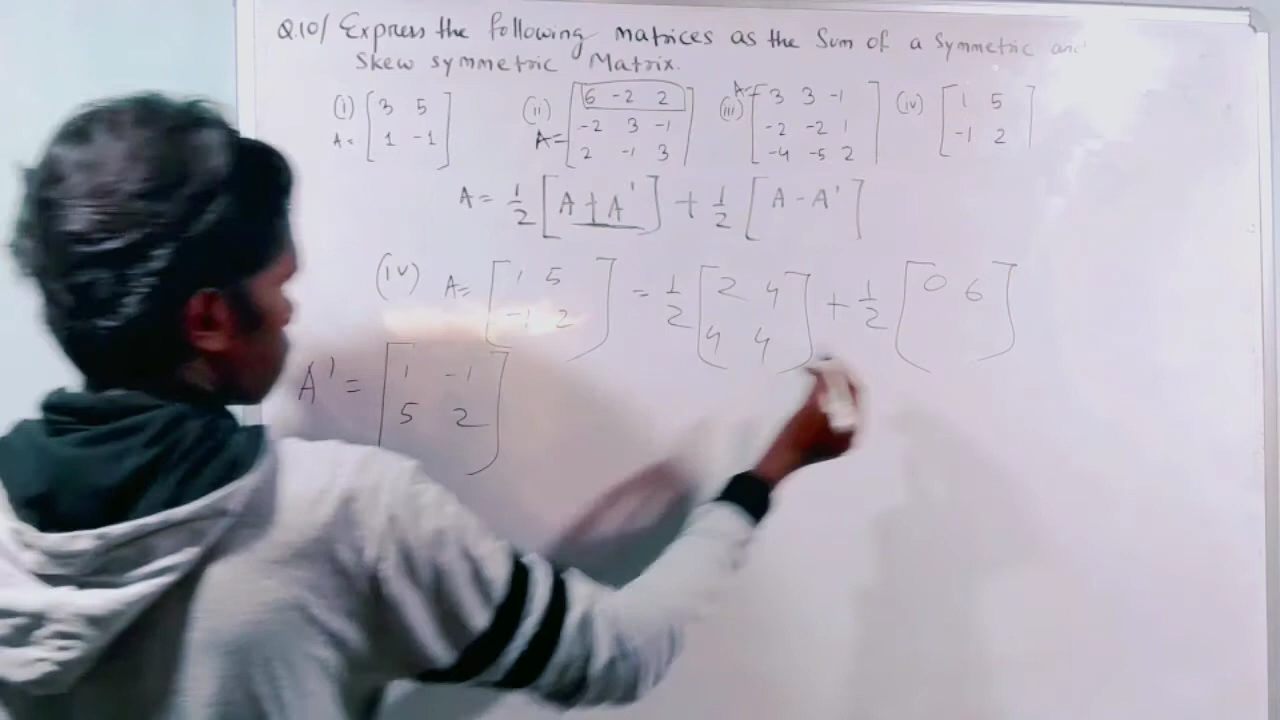 Q.10/ Express the following matrices as the Sum of a Symmetric an
Skew symmetric Matrix.
(i) A= [3 5
1 -1]
(ii) A= [6 -2 2
-2 3 -1
2 -1 3]
(iii) A= [3 3 -1
-2 -2 1
-4 -5 2]
(iv) [1 5
-1 2]
A = 1/2 [A + A'] + 1/2 [A - A']
(iv) A= [1 5
-1 2] = 1/2 [2 4
4 4] + 1/2 [0 6]
A' = [1 -1
5 2]